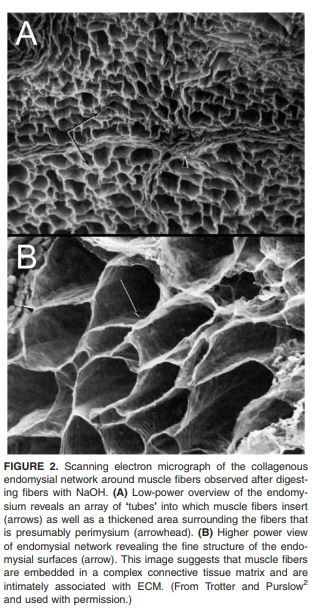 A
B
FIGURE 2. Scanning electron micrograph of the collagenous
endomysial network around muscle fibers observed after digest-
ing fibers with NaOH. (A) Low-power overview of the endomy-
sium reveals an array of ‘tubes’ into which muscle fibers insert
(arrows) as well as a thickened area surrounding the fibers that
is presumably perimysium (arrowhead). (B) Higher power view
of endomysial network revealing the fine structure of the endo-
mysial surfaces (arrow). This image suggests that muscle fibers
are embedded in a complex connective tissue matrix and are
intimately associated with ECM. (From Trotter and Purslow2
and used with permission.)